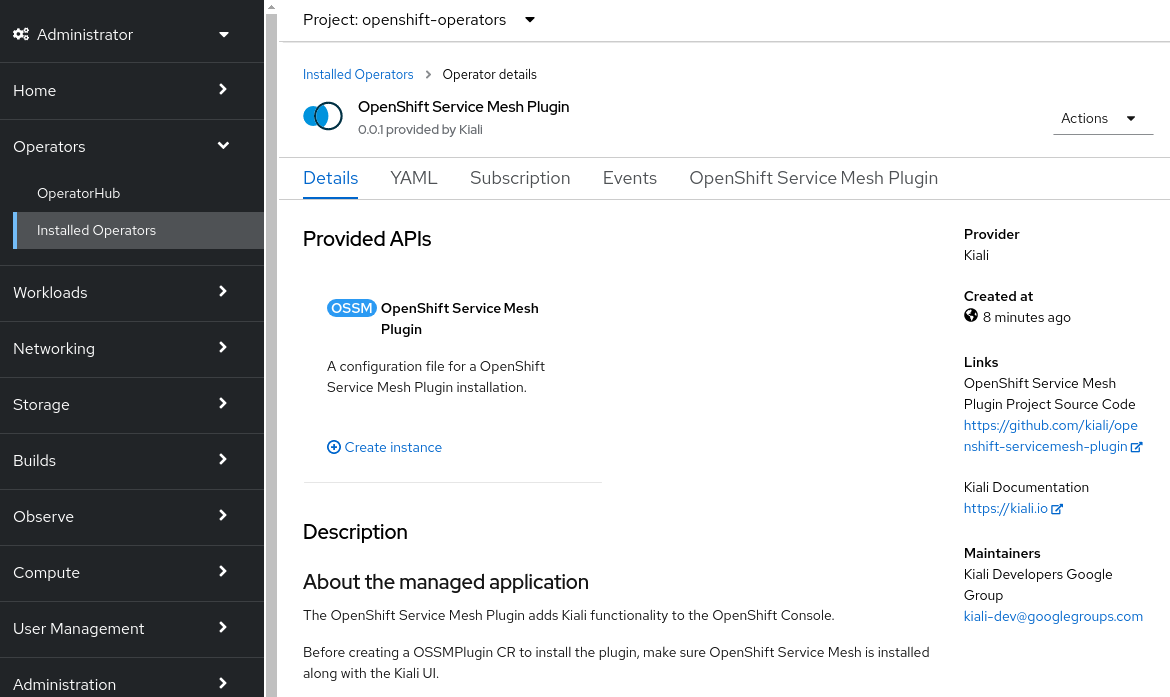 Administrator
Home
Operators
OperatorHub
Installed Operators
Workloads
Networking
Storage
Builds
Observe
Compute
User Management
Administration
Project: openshift-operators
Installed Operators > Operator details
OpenShift Service Mesh Plugin
0.0.1 provided by Kiali
Actions
Details YAML Subscription Events OpenShift Service Mesh Plugin
Provided APIs
OSSM OpenShift Service Mesh
Plugin
A configuration file for a OpenShift
Service Mesh Plugin installation.
Create instance
Description
About the managed application
The OpenShift Service Mesh Plugin adds Kiali functionality to the OpenShift Console.
Before creating a OSSMPlugin CR to install the plugin, make sure OpenShift Service Mesh is installed
along with the Kiali UI.
Provider
Kiali
Created at
8 minutes ago
Links
OpenShift Service Mesh
Plugin Project Source Code
https://github.com/kiali/ope
nshift-servicemesh-plugin
Kiali Documentation
https://kiali.io
Maintainers
Kiali Developers Google
Group
kiali-dev@googlegroups.com